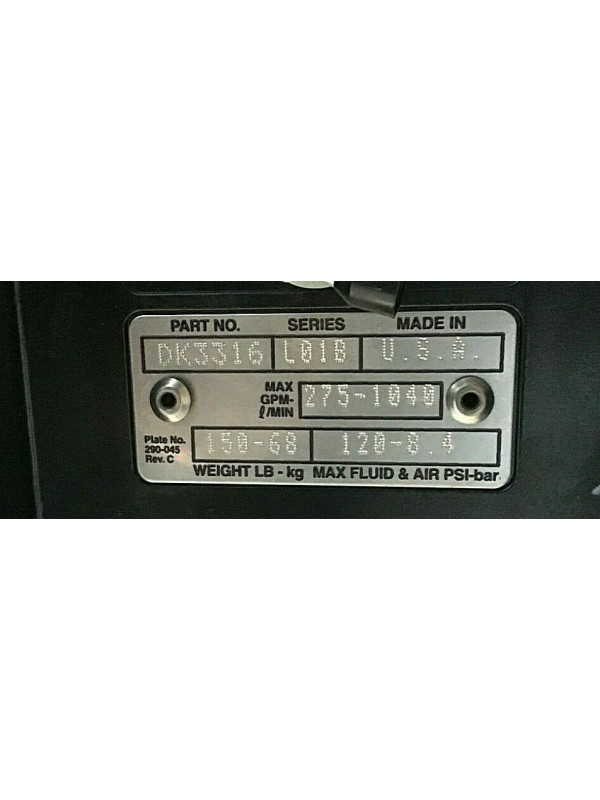 PART NO. SERIES MADE IN
DK3316 L01B U.S.A.
MAX
GPM-
ℓ/MIN
275-1040
Plate No.
290-045
Rev. C
150-68 120-8.4
WEIGHT LB - kg MAX FLUID & AIR PSI-bar